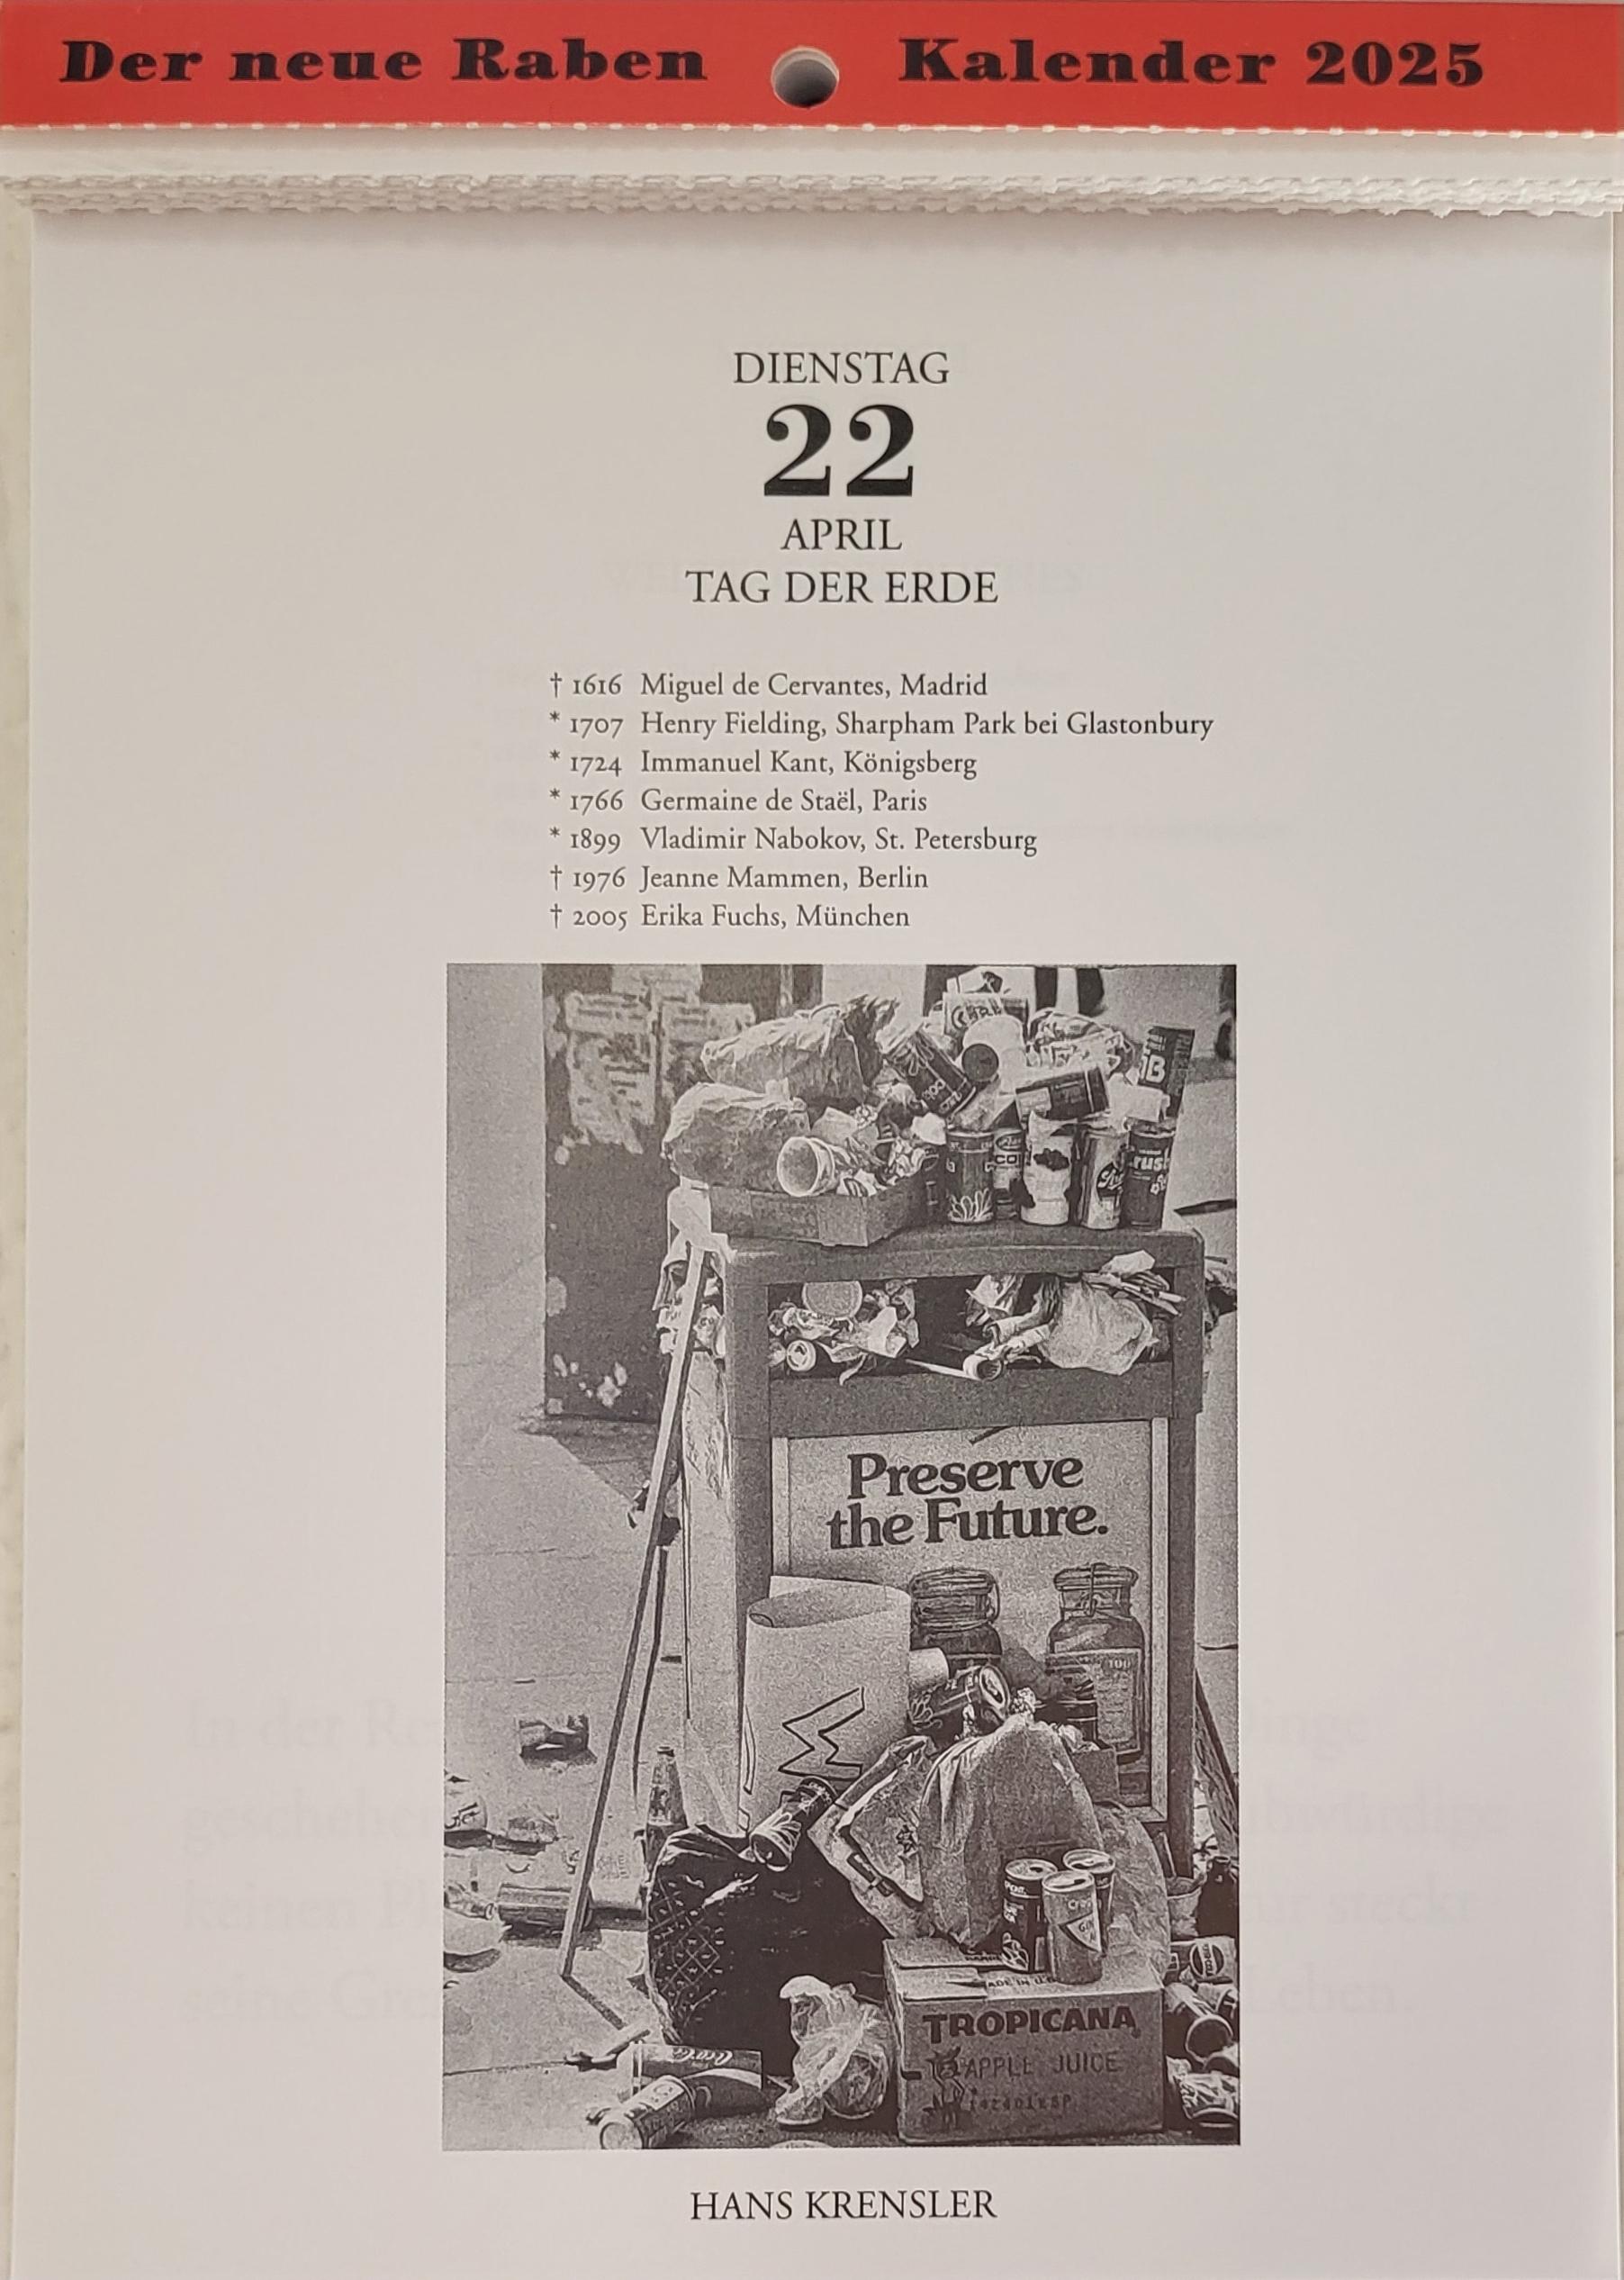 Der neue Raben Kalender 2025
DIENSTAG
22
APRIL
TAG DER ERDE
† 1616 Miguel de Cervantes, Madrid
* 1707 Henry Fielding, Sharpham Park bei Glastonbury
* 1724 Immanuel Kant, Königsberg
* 1766 Germaine de Staël, Paris
* 1899 Vladimir Nabokov, St. Petersburg
† 1976 Jeanne Mammen, Berlin
† 2005 Erika Fuchs, München
Preserve
the Future.
TROPICANA
APPLE JUICE
HANS KRENSLER